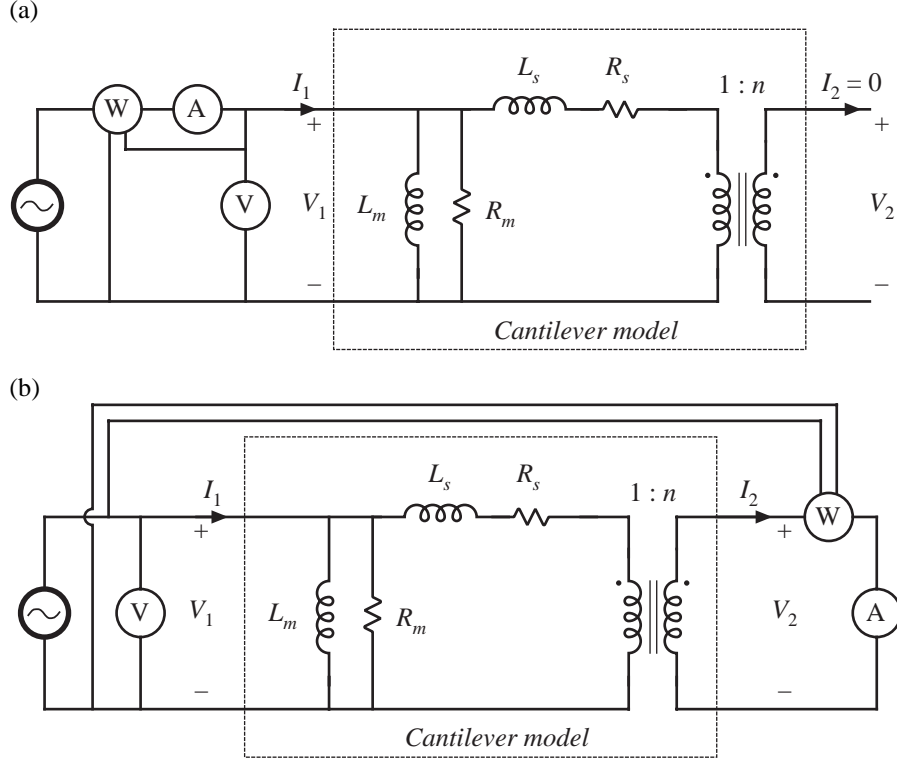 (a)
I₁
Lₛ
Rₛ
1 : n
I₂ = 0
W
A
+
+
V
V₁
Lₘ
Rₘ
V₂
–
–
Cantilever model
(b)
I₁
Lₛ
Rₛ
1 : n
I₂
W
+
+
V
V₁
Lₘ
Rₘ
V₂
A
–
–
Cantilever model